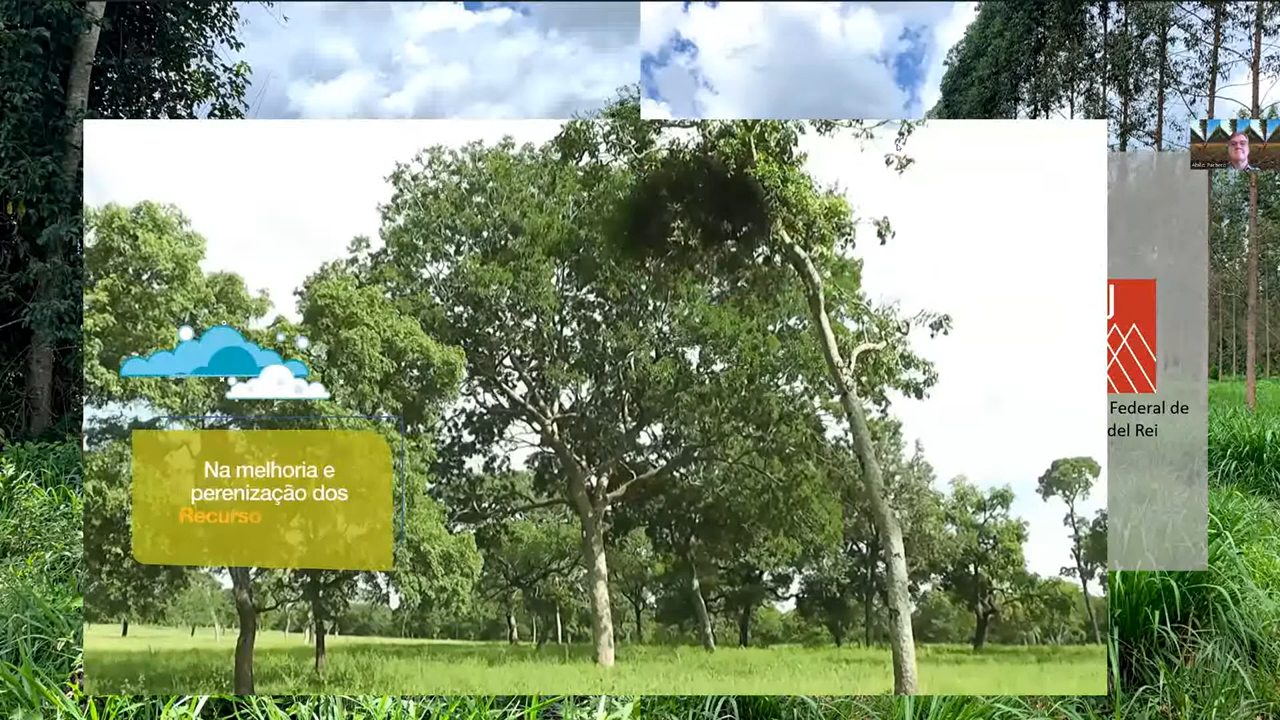 Na melhoria e
perenização dos
Recurso
J
Federal de
del Rei